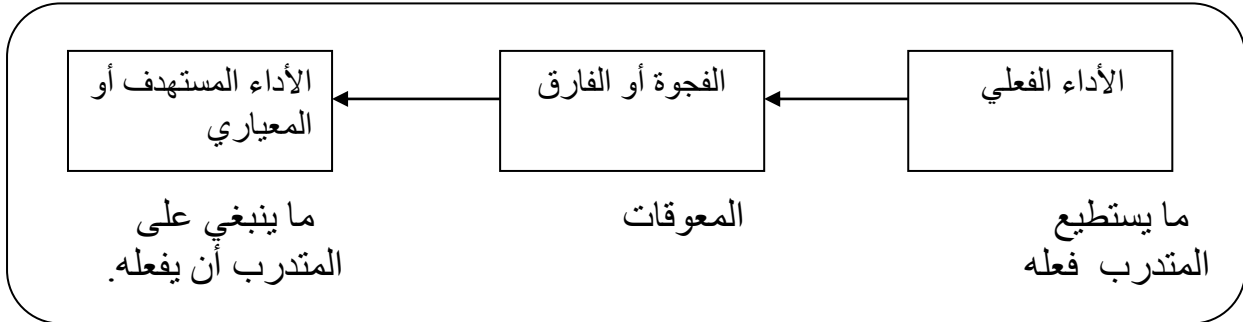 الأداء الفعلي
الفجوة أو الفارق
الأداء المستهدف أو
المعياري
ما يستطيع
المتدرب فعله
المعوقات
ما ينبغي على
المتدرب أن يفعله.